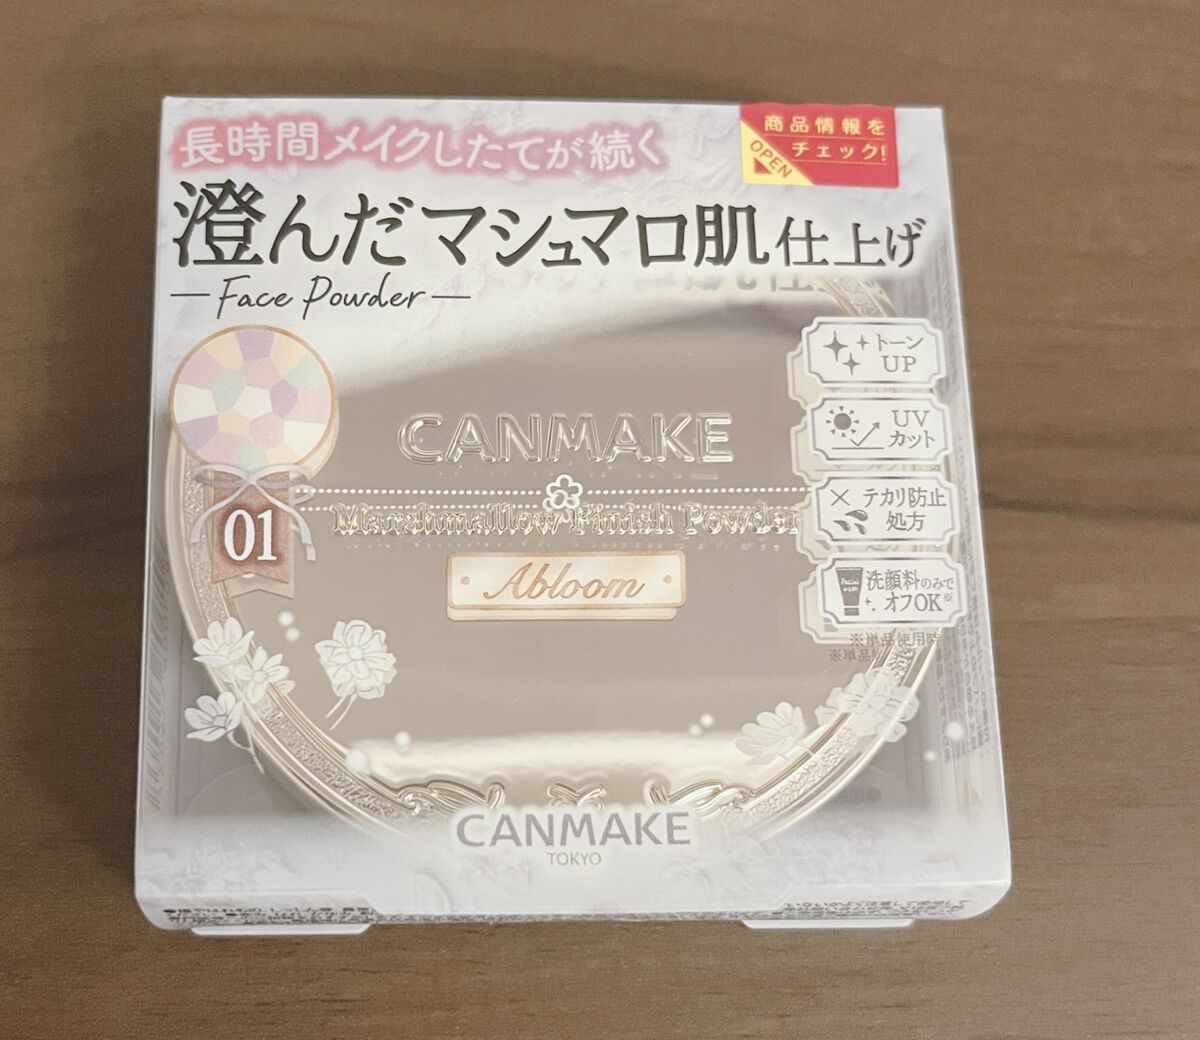 長時間メイクしたてが続く
商品情報を
チェック!
OPEN
澄んだマシュマロ肌仕上げ
Face Powder
トーン
UP
UV
カット
テカリ防止
処方
洗顔料のみで
オフOK※
※単品使用時
01
CANMAKE
Marshmallow Finish Powder
Abloom
CANMAKE
TOKYO